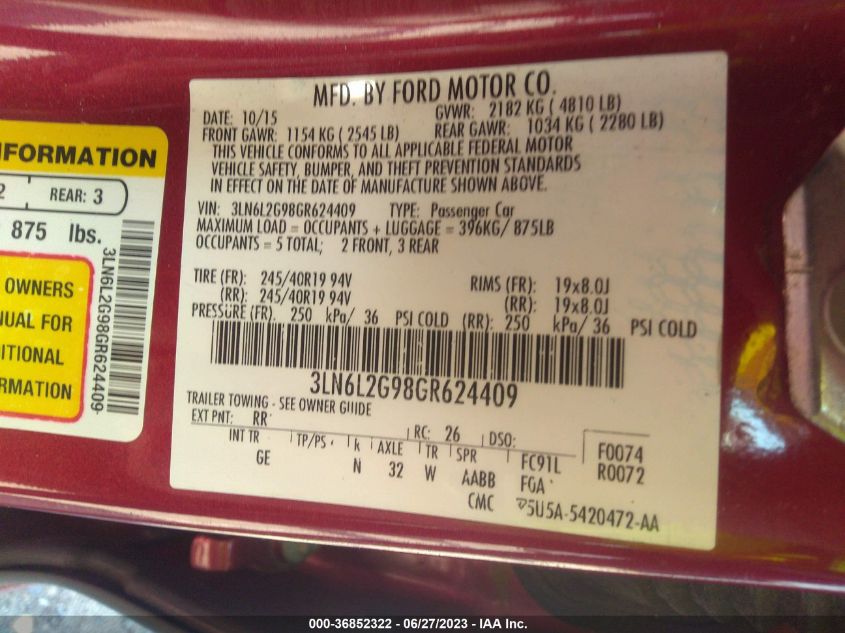 MFD. BY FORD MOTOR CO.
DATE: 10/15 GVWR: 2182 KG ( 4810 LB)
FRONT GAWR: 1154 KG ( 2545 LB) REAR GAWR: 1034 KG ( 2280 LB)
THIS VEHICLE CONFORMS TO ALL APPLICABLE FEDERAL MOTOR
VEHICLE SAFETY, BUMPER, AND THEFT PREVENTION STANDARDS
IN EFFECT ON THE DATE OF MANUFACTURE SHOWN ABOVE.
VIN: 3LN6L2G98GR624409 TYPE: Passenger Car
MAXIMUM LOAD = OCCUPANTS + LUGGAGE = 396KG/ 875LB
OCCUPANTS = 5 TOTAL; 2 FRONT, 3 REAR
TIRE (FR): 245/40R19 94V RIMS (FR): 19x8.0J
(RR): 245/40R19 94V (RR): 19x8.0J
PRESSURE (FR): 250 kPa/ 36 PSI COLD (RR): 250 kPa/ 36 PSI COLD
3LN6L2G98GR624409
TRAILER TOWING - SEE OWNER GUIDE
EXT PNT: RR RC: 26 DSO: F0074
INT TR TP/PS R AXLE TR SPR FC91L R0072
GE N 32 W AABB FGA
CMC 5U5A-5420472-AA
NFORMATION
2 REAR: 3
875 lbs.
OWNERS
NUAL FOR
DITIONAL
RMATION
3LN6L2G98GR624409
000-36852322 - 06/27/2023 - IAA Inc.